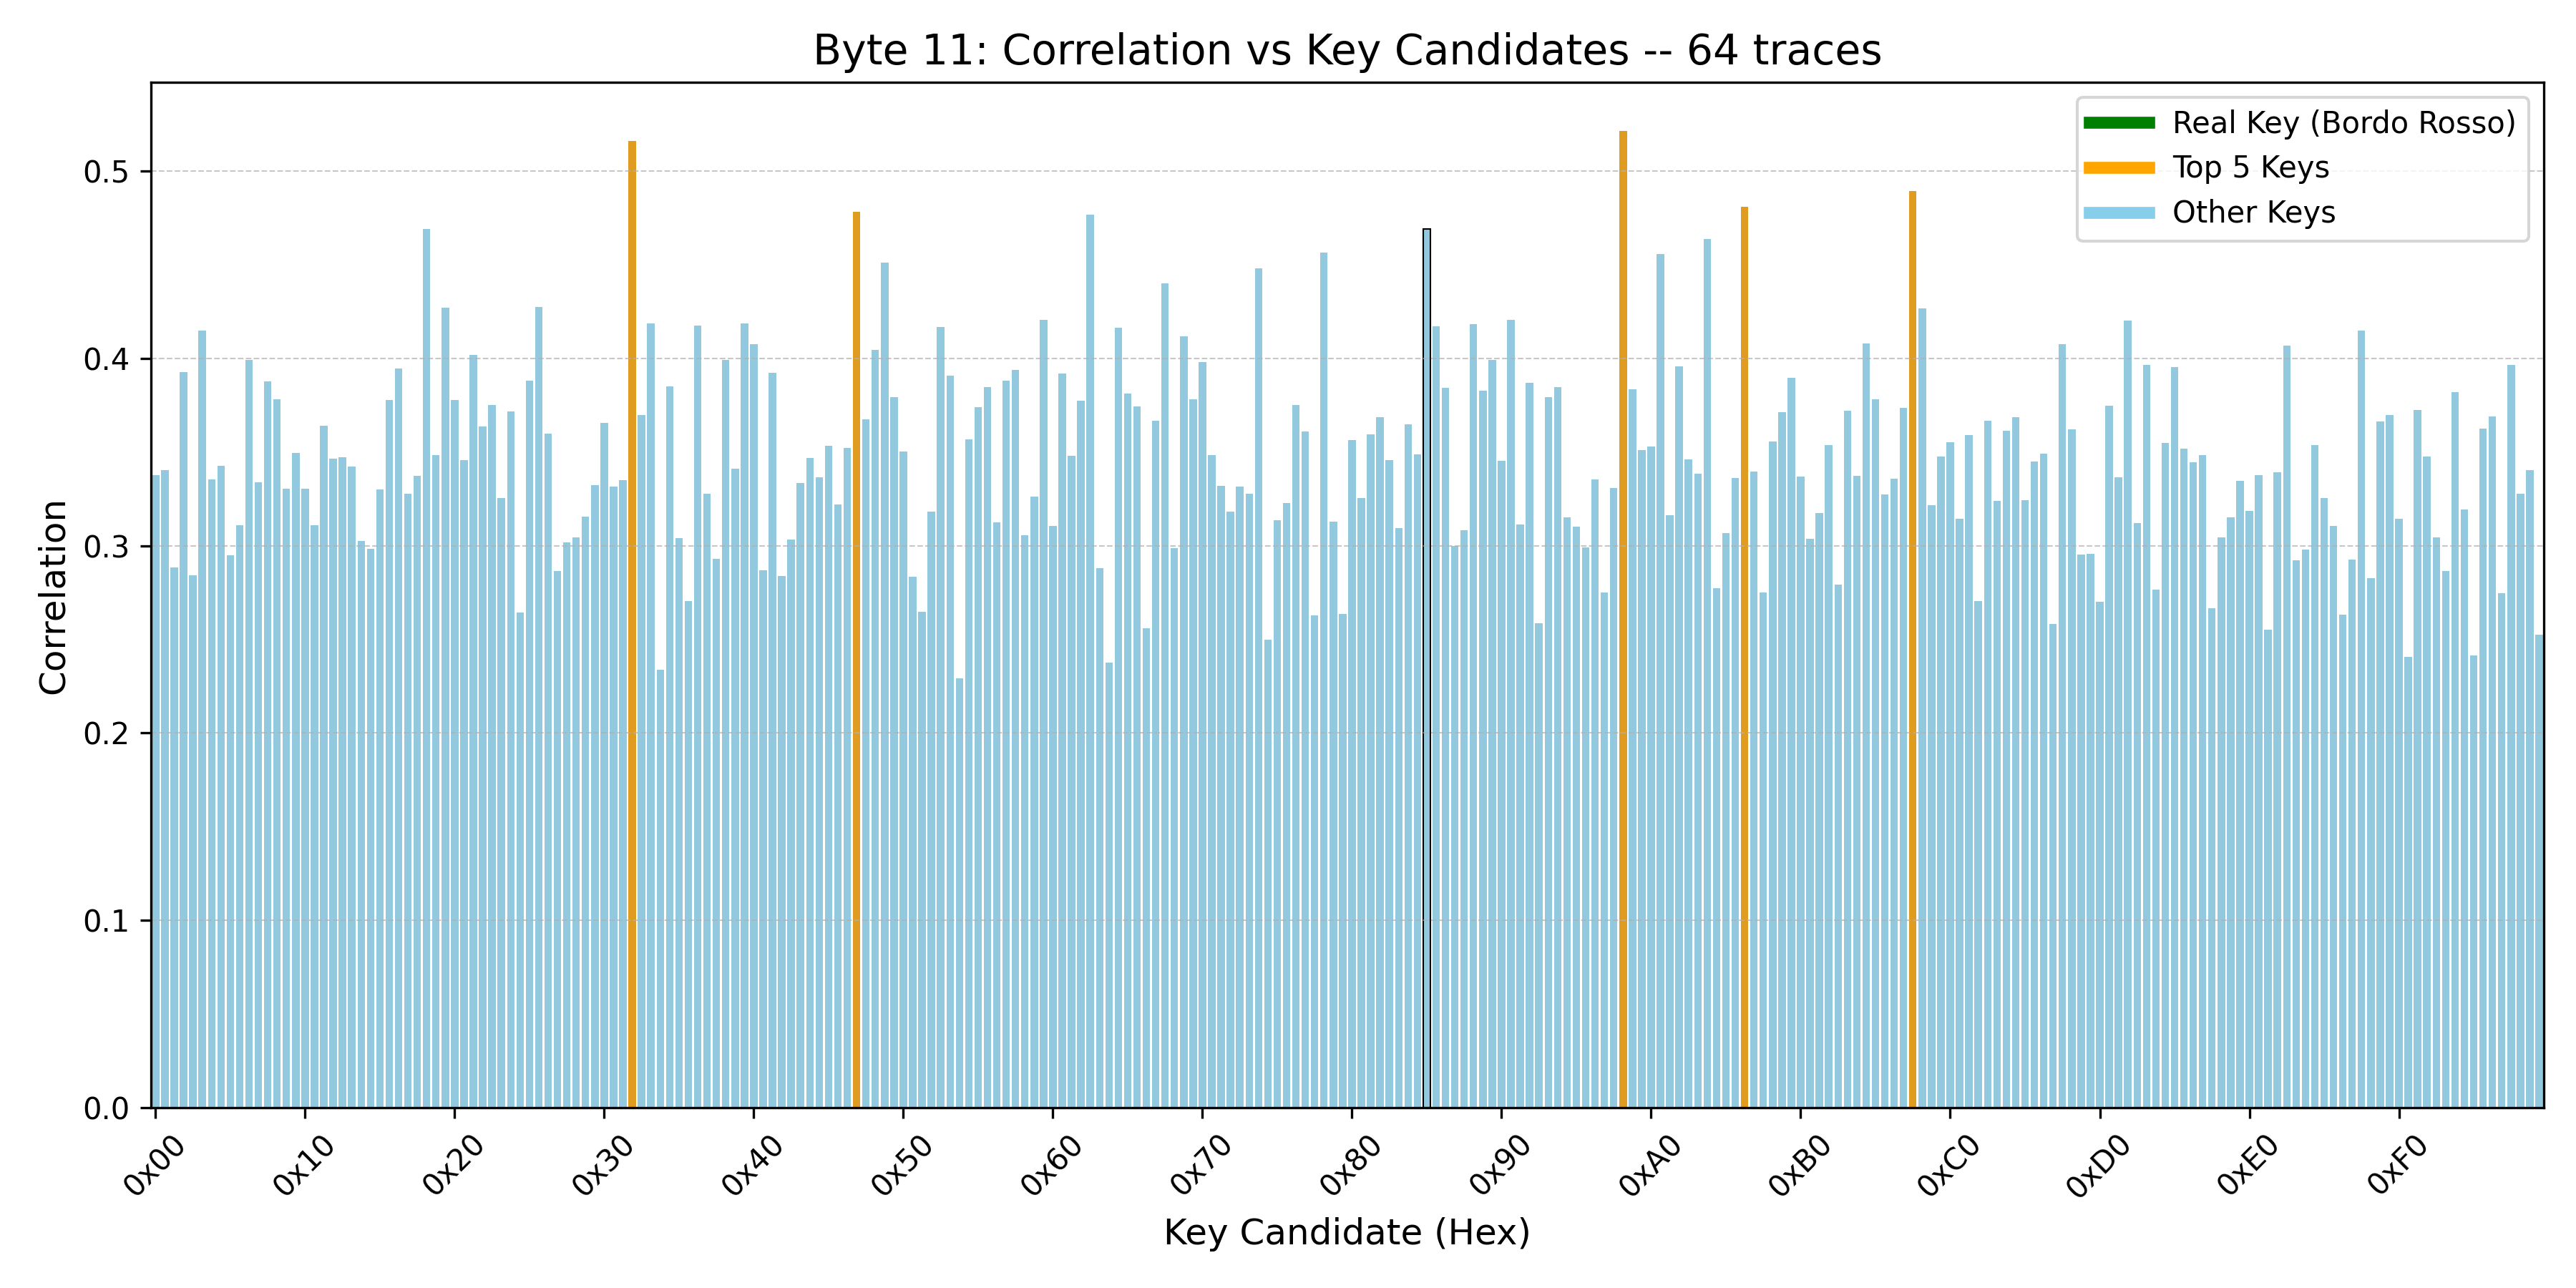 Byte 11: Correlation vs Key Candidates -- 64 traces
Real Key (Bordo Rosso)
Top 5 Keys
Other Keys
Correlation
0.5
0.4
0.3
0.2
0.1
0.0
0x00 0x10 0x20 0x30 0x40 0x50 0x60 0x70 0x80 0x90 0xA0 0xB0 0xC0 0xD0 0xE0 0xF0
Key Candidate (Hex)